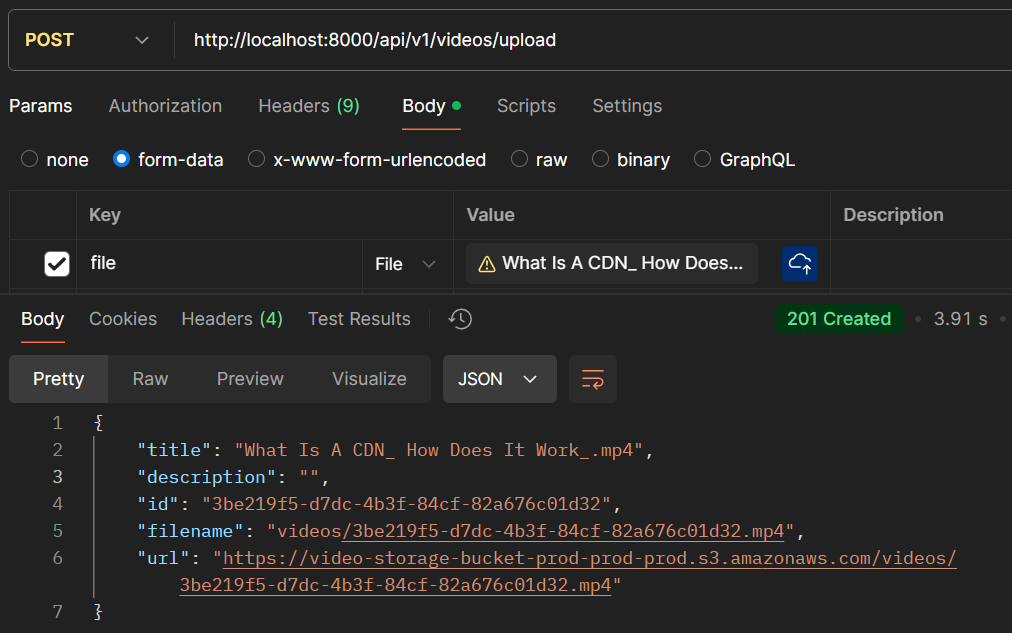 POST http://localhost:8000/api/v1/videos/upload
Params Authorization Headers (9) Body Scripts Settings
none form-data x-www-form-urlencoded raw binary GraphQL
Key Value Description
file File What Is A CDN_ How Does...
Body Cookies Headers (4) Test Results 201 Created 3.91 s
Pretty Raw Preview Visualize JSON
1 {
2 "title": "What Is A CDN_ How Does It Work_.mp4",
3 "description": "",
4 "id": "3be219f5-d7dc-4b3f-84cf-82a676c01d32",
5 "filename": "videos/3be219f5-d7dc-4b3f-84cf-82a676c01d32.mp4",
6 "url": "https://video-storage-bucket-prod-prod-prod.s3.amazonaws.com/videos/
3be219f5-d7dc-4b3f-84cf-82a676c01d32.mp4"
7 }